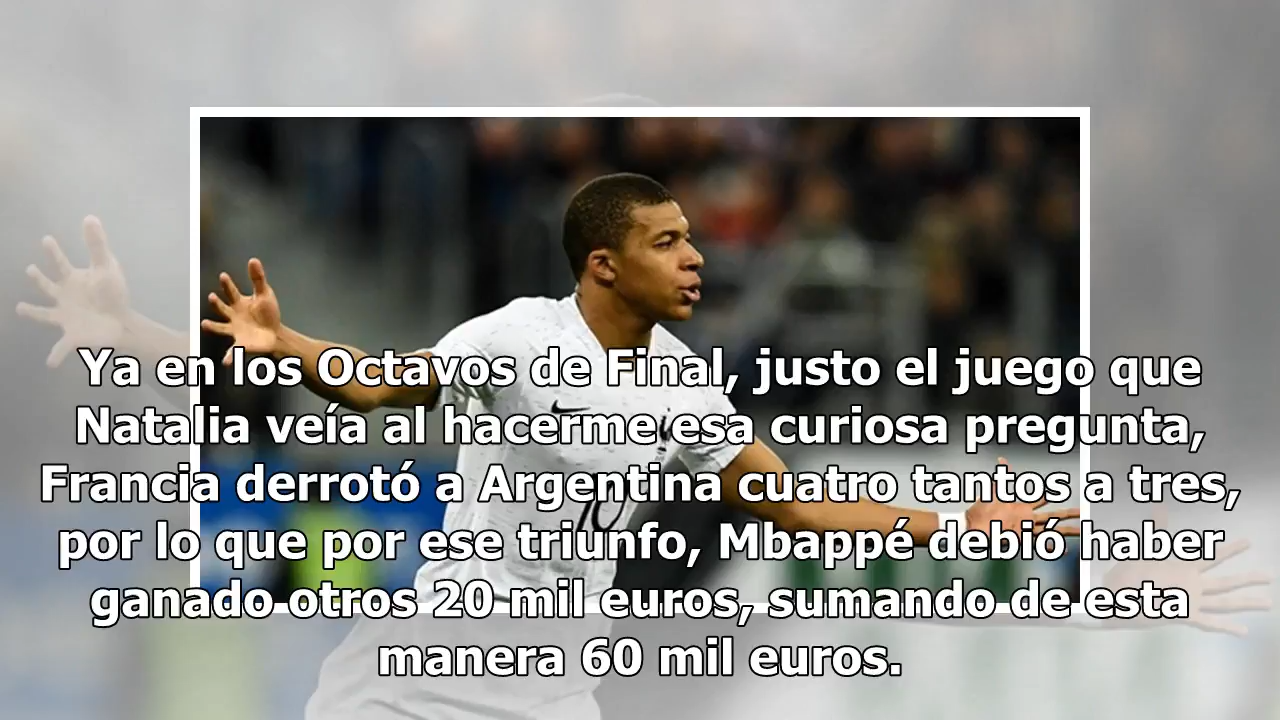 Ya en los Octavos de Final, justo el juego que
Natalia veía al hacerme esa curiosa pregunta,
Francia derrotó a Argentina cuatro tantos a tres,
por lo que por ese triunfo, Mbappé debió haber
ganado otros 20 mil euros, sumando de esta
manera 60 mil euros.
10